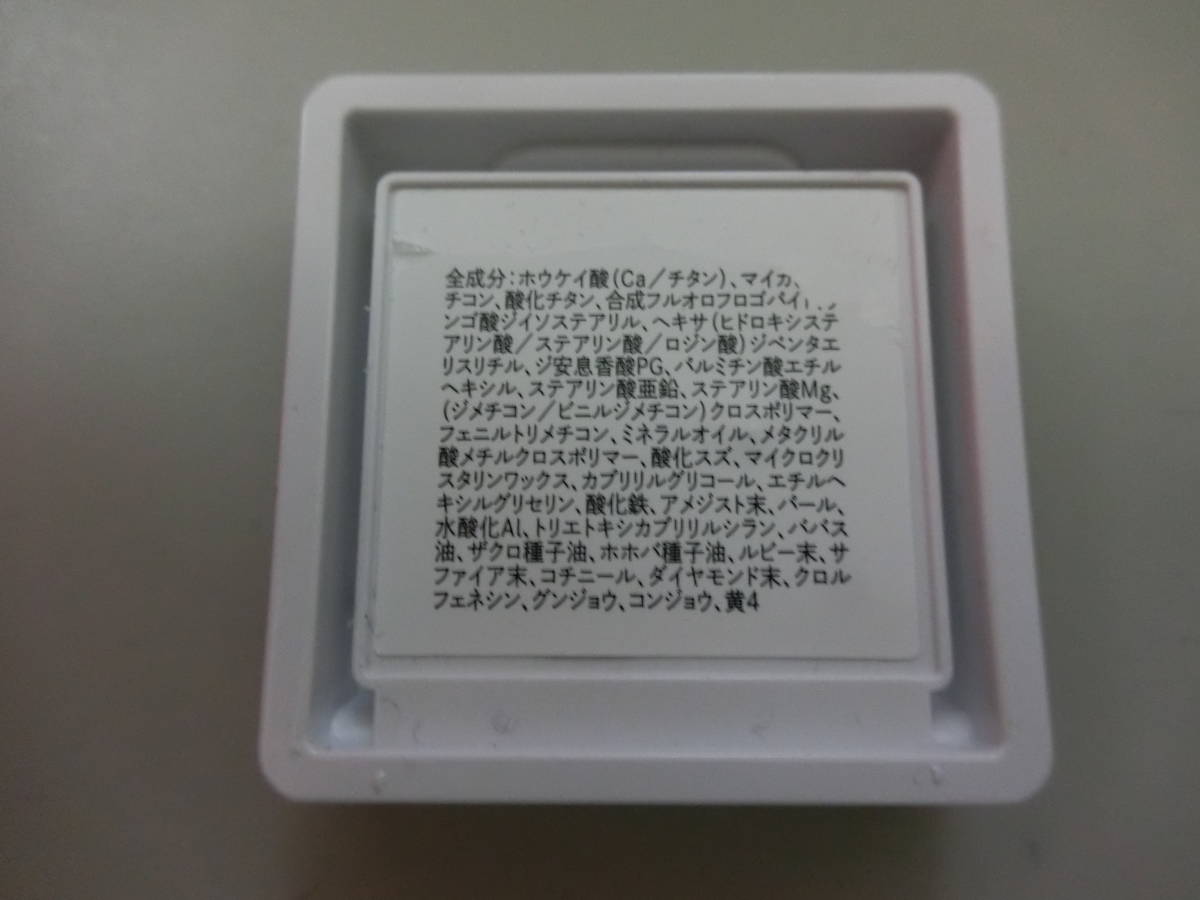 全成分:ホウケイ酸(Ca/チタン)、マイカ、
チコン、酸化チタン、合成フルオロフロゴパイ
ンゴ酸ジイソステアリル、ヘキサ(ヒドロキシステ
アリン酸/ステアリン酸/ロジン酸)ジペンタエ
リスリチル、ジ安息香酸PG、パルミチン酸エチル
ヘキシル、ステアリン酸亜鉛、ステアリン酸Mg、
(ジメチコン/ビニルジメチコン)クロスポリマー、
フェニルトリメチコン、ミネラルオイル、メタクリル
酸メチルクロスポリマー、酸化スズ、マイクロクリ
スタリンワックス、カプリリルグリコール、エチルヘ
キシルグリセリン、酸化鉄、アメジスト末、パール、
水酸化Al、トリエトキシカプリリルシラン、ババス
油、ザクロ種子油、ホホバ種子油、ルビー末、サ
ファイア末、コチニール、ダイヤモンド末、クロル
フェネシン、グンジョウ、コンジョウ、黄4